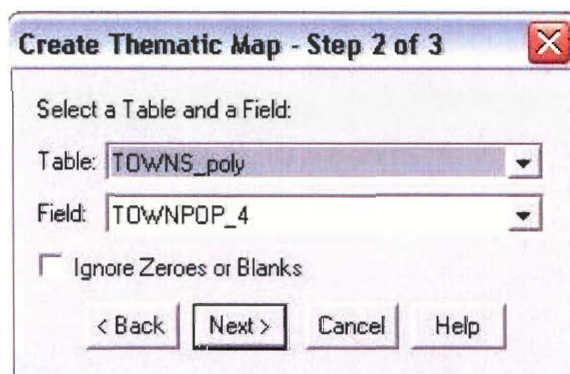 Create Thematic Map - Step 2 of 3
Select a Table and a Field:
Table: TOWNS_poly
Field: TOWNPOP_4
Ignore Zeroes or Blanks
< Back Next > Cancel Help